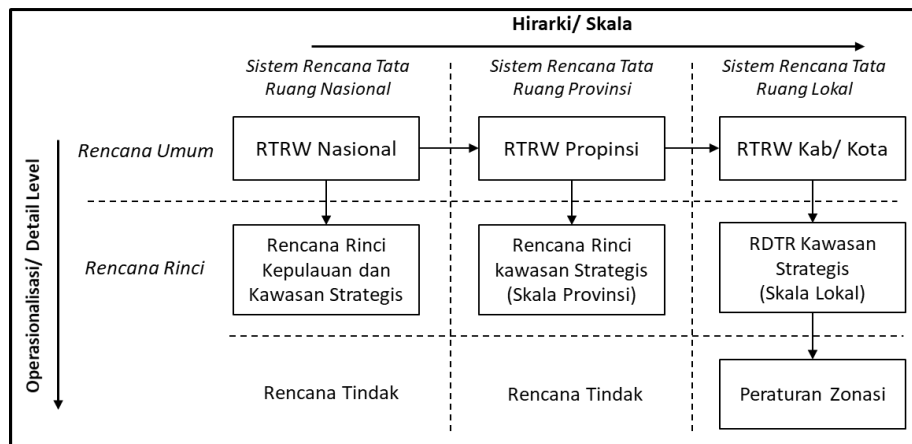 Hirarki/ Skala
Sistem Rencana Tata
Ruang Nasional
Sistem Rencana Tata
Ruang Provinsi
Sistem Rencana Tata
Ruang Lokal
Operasionalisasi/ Detail Level
Rencana Umum
RTRW Nasional
RTRW Propinsi
RTRW Kab/ Kota
Rencana Rinci
Rencana Rinci
Kepulauan dan
Kawasan Strategis
Rencana Rinci
kawasan Strategis
(Skala Provinsi)
RDTR Kawasan
Strategis
(Skala Lokal)
Rencana Tindak
Rencana Tindak
Peraturan Zonasi